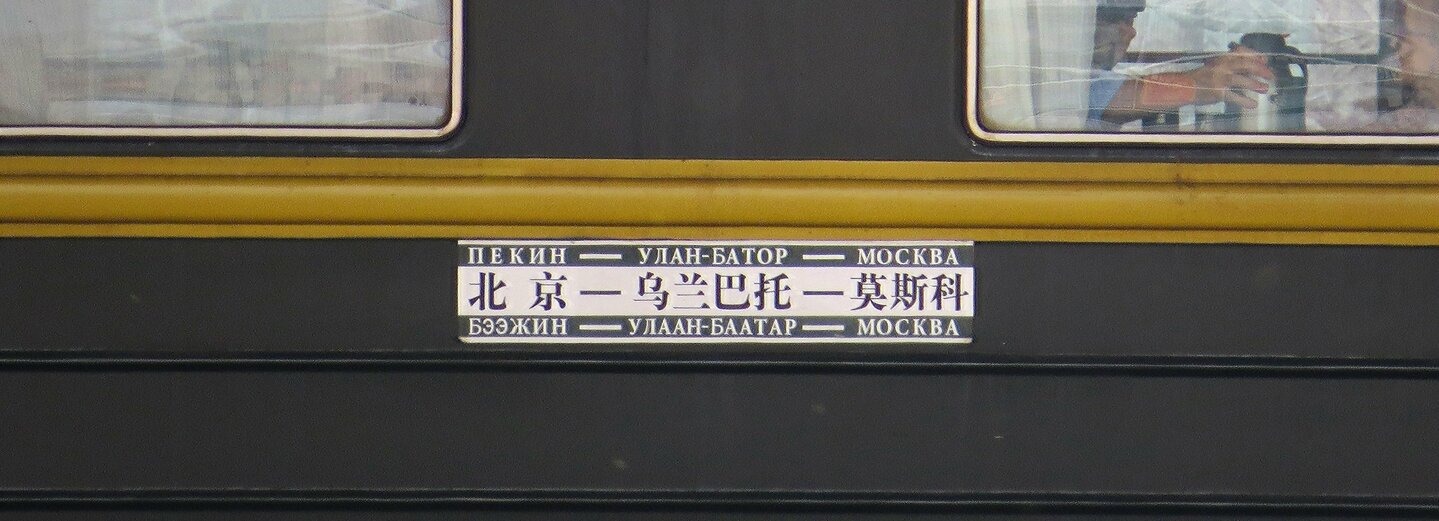 ПЕКИН — УЛАН-БАТОР — МОСКВА
北京—乌兰巴托—莫斯科
БЭЭЖИН — УЛААН-БААТАР — МОСКВА